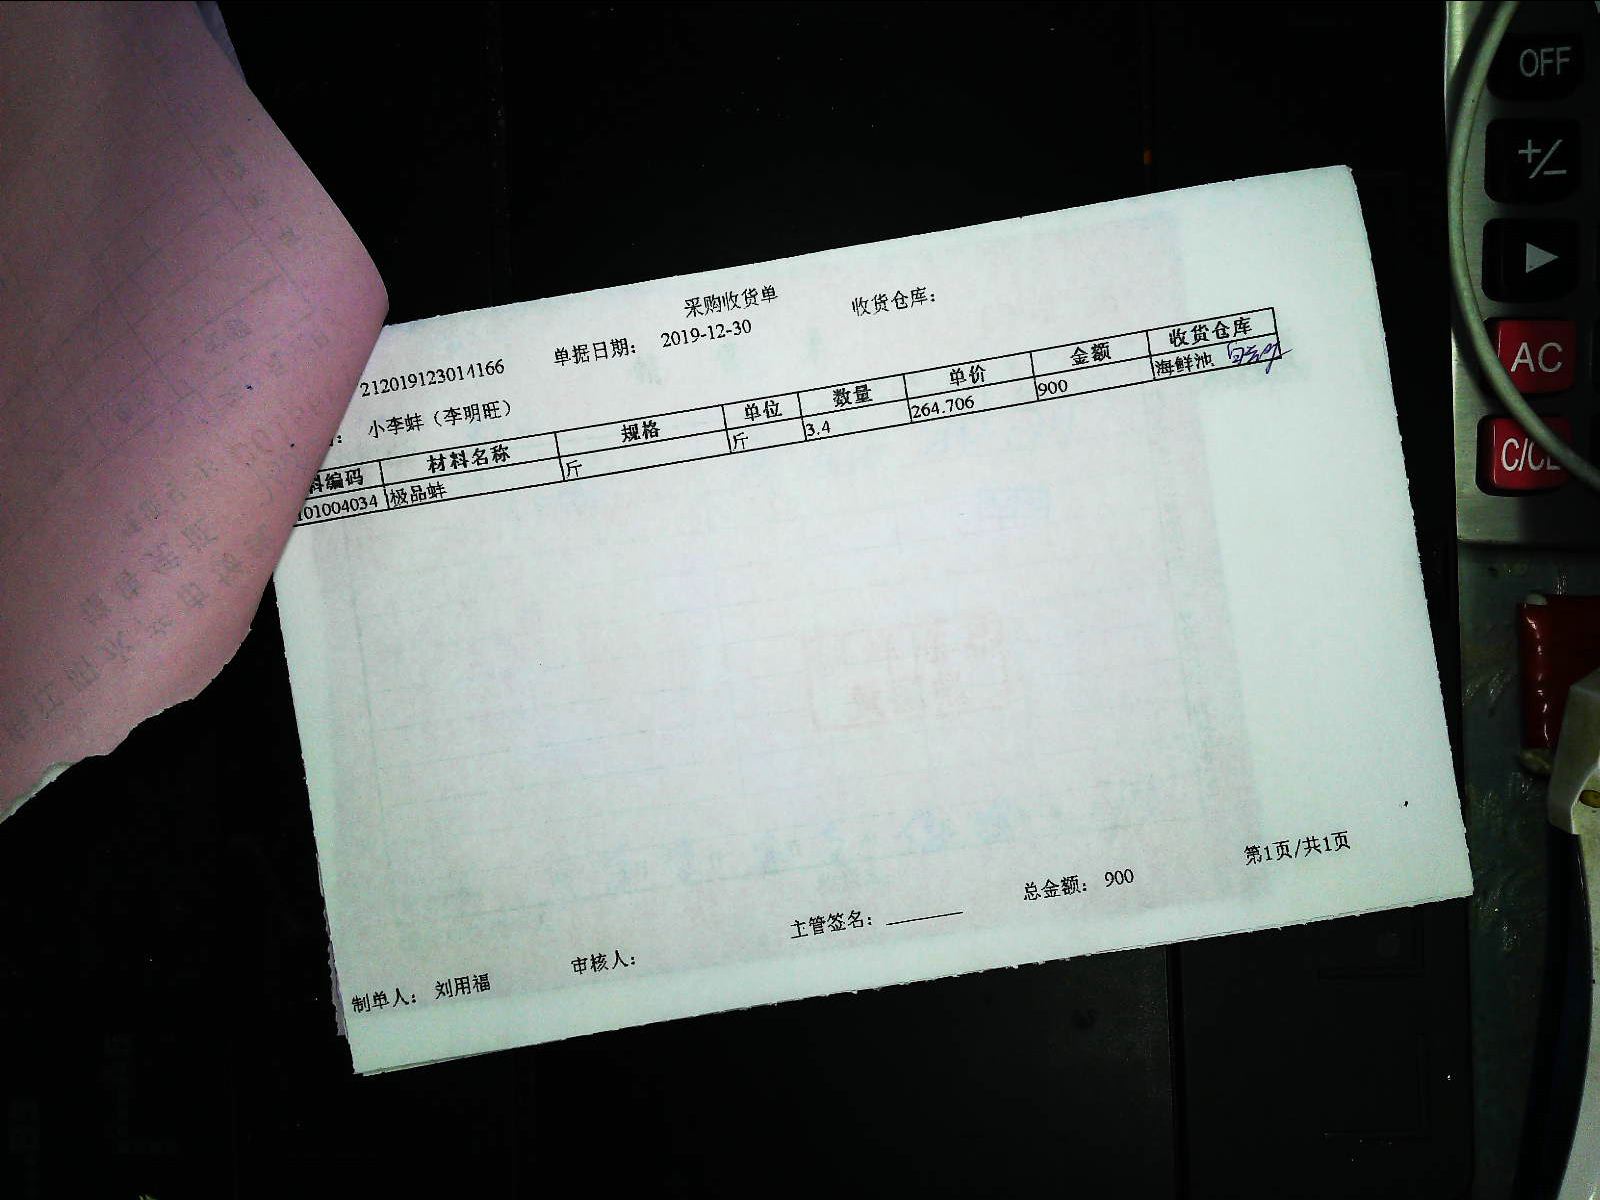 采购收货单
212019123014166 单据日期： 2019-12-30 收货仓库：
： 小李蚌（李明旺）
料编码 材料名称 规格 单位 数量 单价 金额 收货仓库
101004034 极品蚌 斤 斤 3.4 264.706 900 海鲜池
第1页/共1页
制单人： 刘用福 审核人： 主管签名： 总金额： 900
OFF
+/-
▶
AC
C/CE